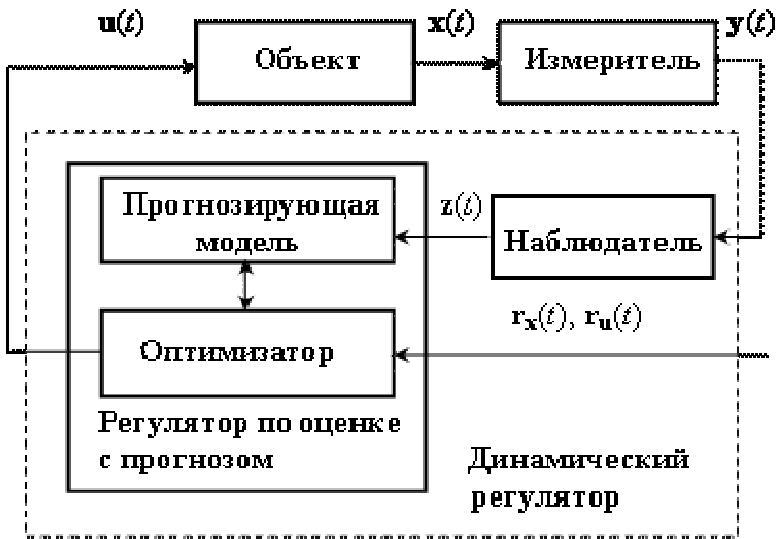 u(t)
x(t)
y(t)
Объект
Измеритель
Прогнозирующая
модель
z(t)
Наблюдатель
r_x(t), r_u(t)
Оптимизатор
Регулятор по оценке
с прогнозом
Динамический
регулятор